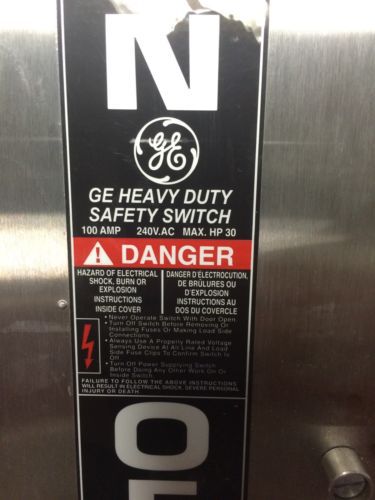 N
GE
GE HEAVY DUTY
SAFETY SWITCH
100 AMP 240V.AC MAX. HP 30
DANGER
HAZARD OF ELECTRICAL
SHOCK, BURN OR
EXPLOSION
INSTRUCTIONS
INSIDE COVER
DANGER D'ÉLECTROCUTION,
DE BRÛLURES OU
D'EXPLOSION
INSTRUCTIONS AU
DOS DU COUVERCLE
• Never Operate Switch With Door Open
• Turn Off Switch Before Removing Or
Installing Fuses Or Making Load Side
Connections.
• Always Use A Properly Rated Voltage
Sensing Device At All Line And Load
Side Fuse Clips To Confirm Switch Is
Off
• Turn Off Power Supplying Switch
Before Doing Any Other Work On Or
Inside Switch.
FAILURE TO FOLLOW THE ABOVE INSTRUCTIONS
WILL RESULT IN ELECTRICAL SHOCK, SEVERE PERSONAL
INJURY OR DEATH
O